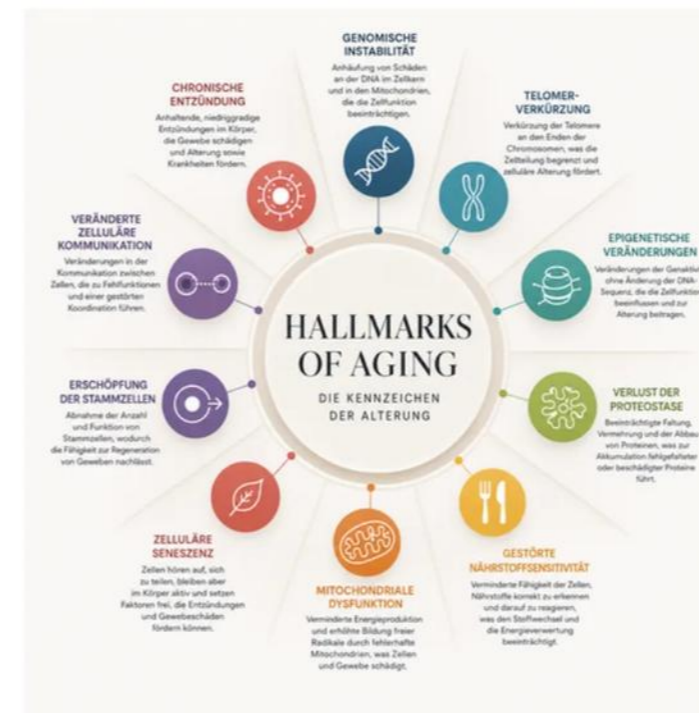 HALLMARKS
OF AGING
DIE KENNZEICHEN
DER ALTERUNG
GENOMISCHE
INSTABILITÄT
Anhäufung von Schäden
an der DNA im Zellkern
und in den Mitochondrien,
die die Zellfunktion
beeinträchtigen.
TELOMER-
VERKÜRZUNG
Verkürzung der Telomere
an den Enden der
Chromosomen, was die
Zellteilung begrenzt und
zelluläre Alterung fördert.
EPIGENETISCHE
VERÄNDERUNGEN
Veränderungen der Genaktivi
ohne Änderung der DNA-
Sequenz, die die Zellfunktion
beeinflussen und zur
Alterung beitragen.
VERLUST DER
PROTEOSTASE
Beeinträchtigte Faltung,
Vermehrung und der Abbau
von Proteinen, was zur
Akkumulation fehlgefalteter
oder beschädigter Proteine
führt.
GESTÖRTE
NÄHRSTOFFSENSITIVITÄT
Verminderte Fähigkeit der Zellen,
Nährstoffe korrekt zu erkennen
und darauf zu reagieren,
was den Stoffwechsel und
die Energieverwertung
beeinträchtigt.
MITOCHONDRIALE
DYSFUNKTION
Verminderte Energieproduktion
und erhöhte Bildung freier
Radikale durch fehlerhafte
Mitochondrien, was Zellen
und Gewebe schädigt.
ZELLULÄRE
SENESZENZ
Zellen hören auf, sich
zu teilen, bleiben aber
im Körper aktiv und setzen
Faktoren frei, die Entzündungen
und Gewebeschäden
fördern können.
ERSCHÖPFUNG
DER STAMMZELLEN
Abnahme der Anzahl
und Funktion von
Stammzellen, wodurch
die Fähigkeit zur Regeneration
von Geweben nachlässt.
VERÄNDERTE
ZELLULÄRE
KOMMUNIKATION
Veränderungen in der
Kommunikation zwischen
Zellen, die zu Fehlfunktionen
und einer gestörten
Koordination führen.
CHRONISCHE
ENTZÜNDUNG
Anhaltende, niedriggradige
Entzündungen im Körper,
die Gewebe schädigen
und Alterung sowie
Krankheiten fördern.